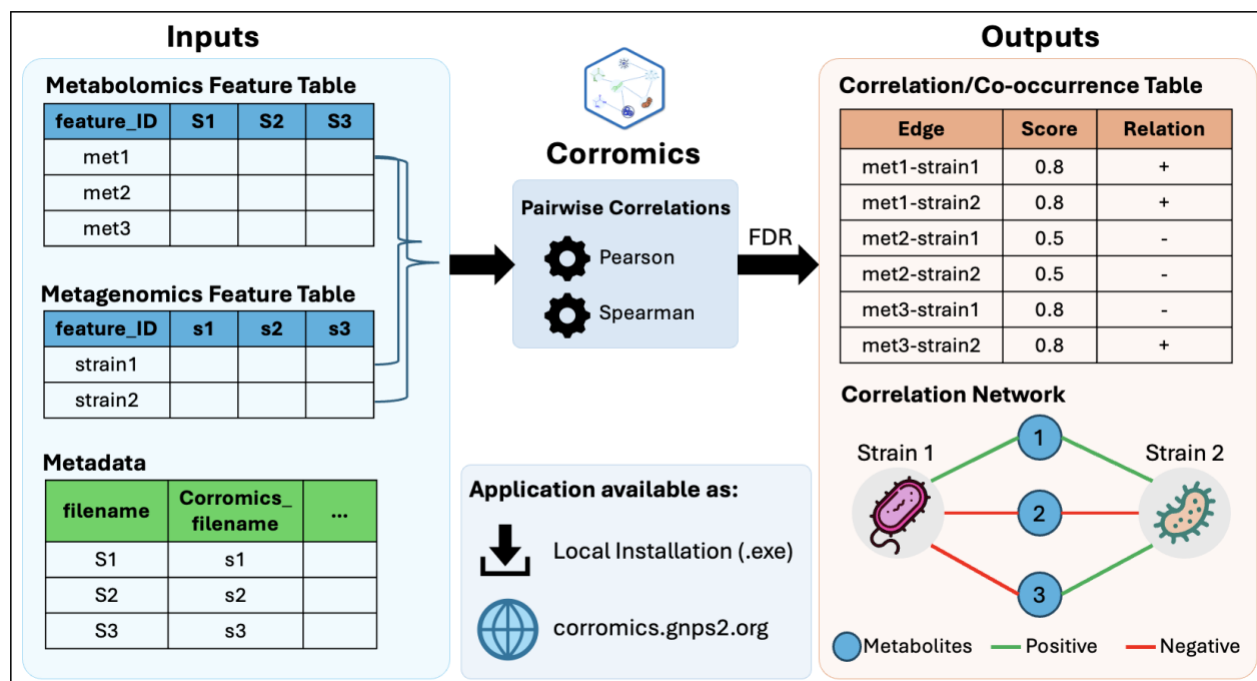 Inputs
Metabolomics Feature Table
feature_ID S1 S2 S3
met1
met2
met3
Metagenomics Feature Table
feature_ID s1 s2 s3
strain1
strain2
Metadata
filename Corromics_ filename ...
S1 s1
S2 s2
S3 s3
Corromics
Pairwise Correlations
Pearson
Spearman
FDR
Application available as:
Local Installation (.exe)
corromics.gnps2.org
Outputs
Correlation/Co-occurrence Table
Edge Score Relation
met1-strain1 0.8 +
met1-strain2 0.8 +
met2-strain1 0.5 -
met2-strain2 0.5 -
met3-strain1 0.8 -
met3-strain2 0.8 +
Correlation Network
Strain 1
Strain 2
1
2
3
Metabolites Positive Negative